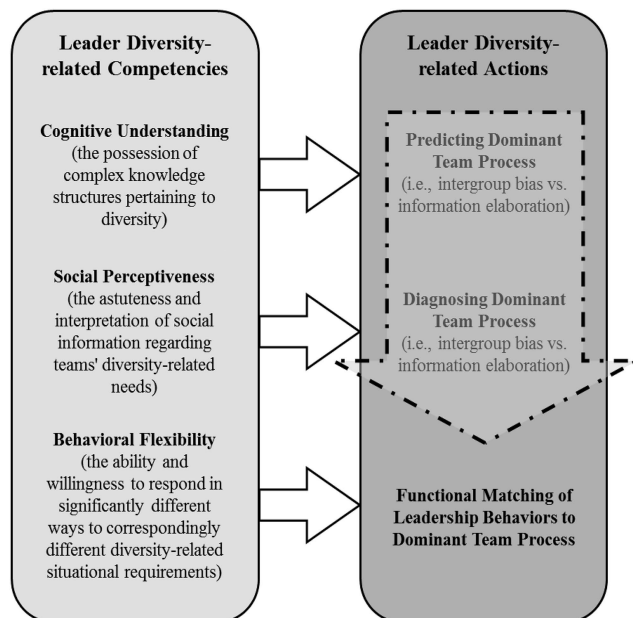 Leader Diversity-
related Competencies
Cognitive Understanding
(the possession of
complex knowledge
structures pertaining to
diversity)
Social Perceptiveness
(the astuteness and
interpretation of social
information regarding
teams' diversity-related
needs)
Behavioral Flexibility
(the ability and
willingness to respond in
significantly different
ways to correspondingly
different diversity-related
situational requirements)
Leader Diversity-
related Actions
Predicting Dominant
Team Process
(i.e., intergroup bias vs.
information elaboration)
Diagnosing Dominant
Team Process
(i.e., intergroup bias vs.
information elaboration)
Functional Matching of
Leadership Behaviors to
Dominant Team Process